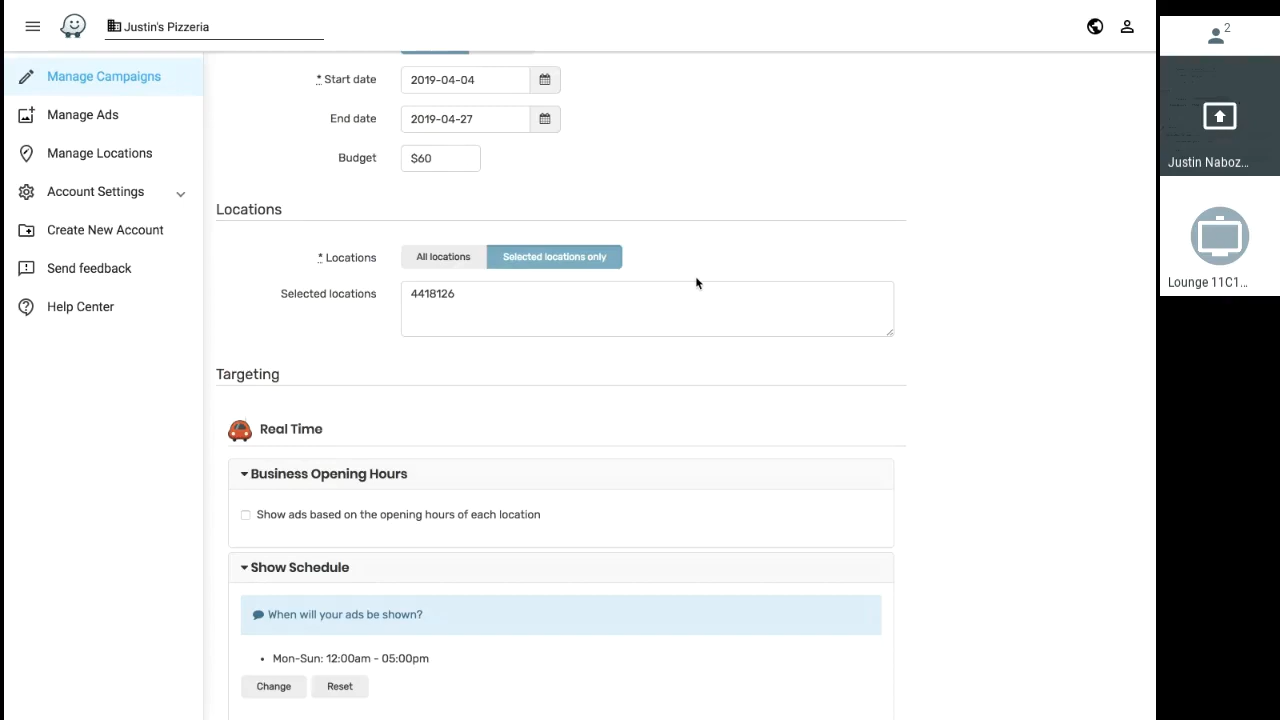 Justin's Pizzeria
Manage Campaigns
Manage Ads
Manage Locations
Account Settings
Create New Account
Send feedback
Help Center
* Start date 2019-04-04
End date 2019-04-27
Budget $60
Locations
* Locations All locations Selected locations only
Selected locations 4418126
Targeting
Real Time
Business Opening Hours
Show ads based on the opening hours of each location
Show Schedule
When will your ads be shown?
• Mon-Sun: 12:00am - 05:00pm
Change Reset
2
Justin Naboz...
Lounge 11C1...